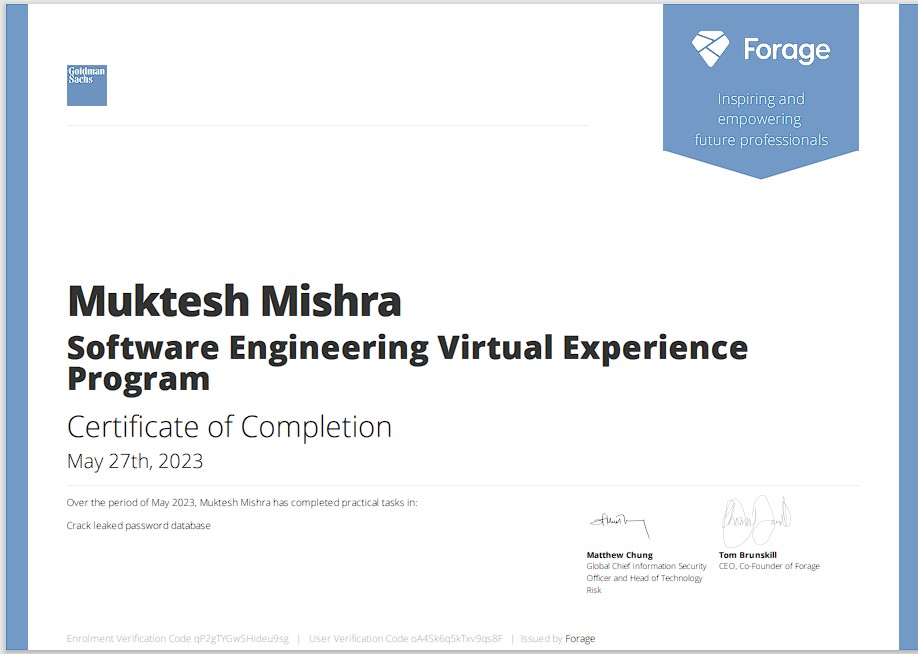 Goldman
Sachs
Forage
Inspiring and
empowering
future professionals
Muktesh Mishra
Software Engineering Virtual Experience
Program
Certificate of Completion
May 27th, 2023
Over the period of May 2023, Muktesh Mishra has completed practical tasks in:
Crack leaked password database
Matthew Chung
Global Chief Information Security
Officer and Head of Technology
Risk
Tom Brunskill
CEO, Co-Founder of Forage
Enrolment Verification Code qP2gTYGwSHideu9sg | User Verification Code oA4Sk6q5kTxv9qs8F | Issued by Forage